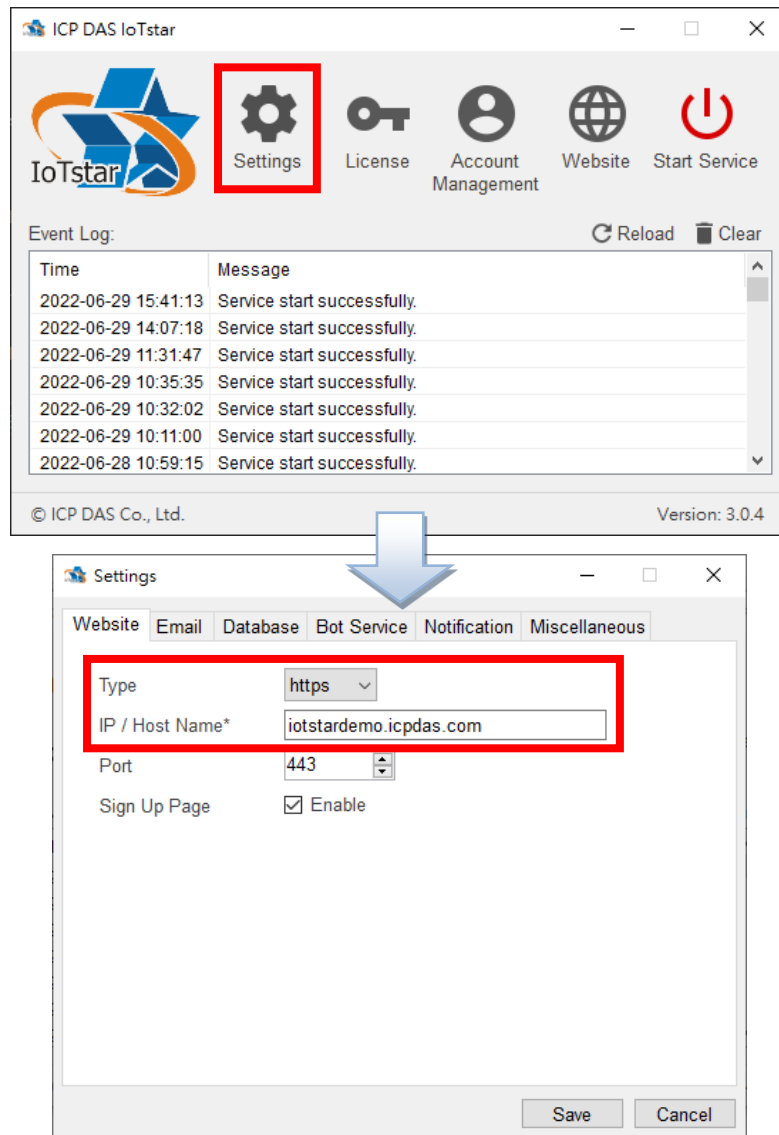 ICP DAS IoTstar
IoTstar
Settings
License
Account
Management
Website
Start Service
Event Log:
Reload
Clear
Time Message
2022-06-29 15:41:13 Service start successfully.
2022-06-29 14:07:18 Service start successfully.
2022-06-29 11:31:47 Service start successfully.
2022-06-29 10:35:35 Service start successfully.
2022-06-29 10:32:02 Service start successfully.
2022-06-29 10:11:00 Service start successfully.
2022-06-28 10:59:15 Service start successfully.
© ICP DAS Co., Ltd. Version: 3.0.4
Settings
Website Email Database Bot Service Notification Miscellaneous
Type https
IP / Host Name* iotstardemo.icpdas.com
Port 443
Sign Up Page Enable
Save Cancel